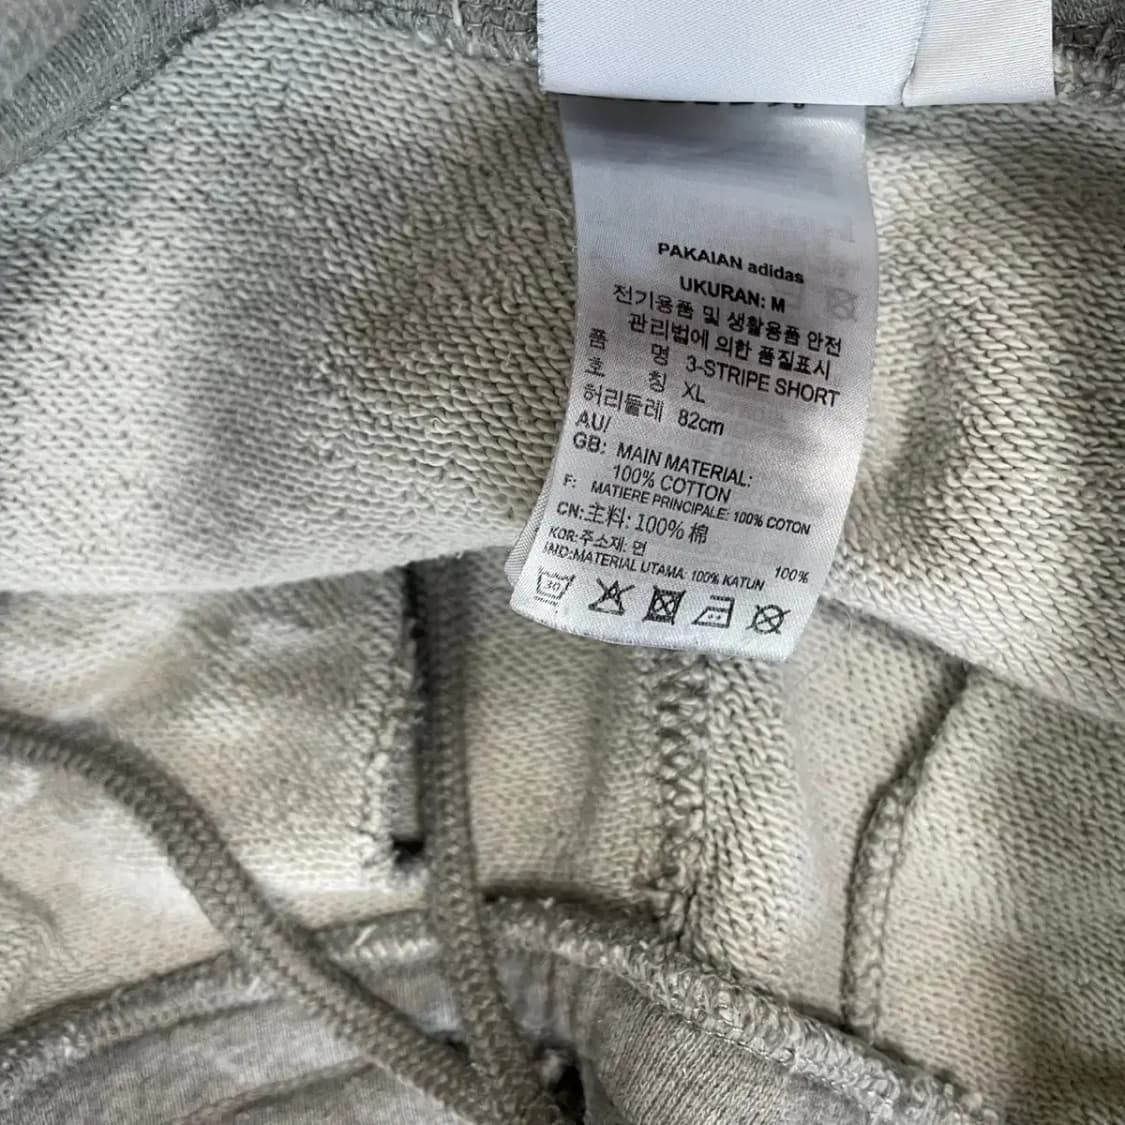 PAKAIAN adidas
UKURAN: M
전기용품 및 생활용품 안전
관리법에 의한 품질표시
품 명 3-STRIPE SHORT
호 칭 XL
허리둘레 82cm
AU/
GB: MAIN MATERIAL:
100% COTTON
F: MATIERE PRINCIPALE: 100% COTON
CN:主料: 100% 棉
KOR:주소재: 면 100%
IND:MATERIAL UTAMA: 100% KATUN
30